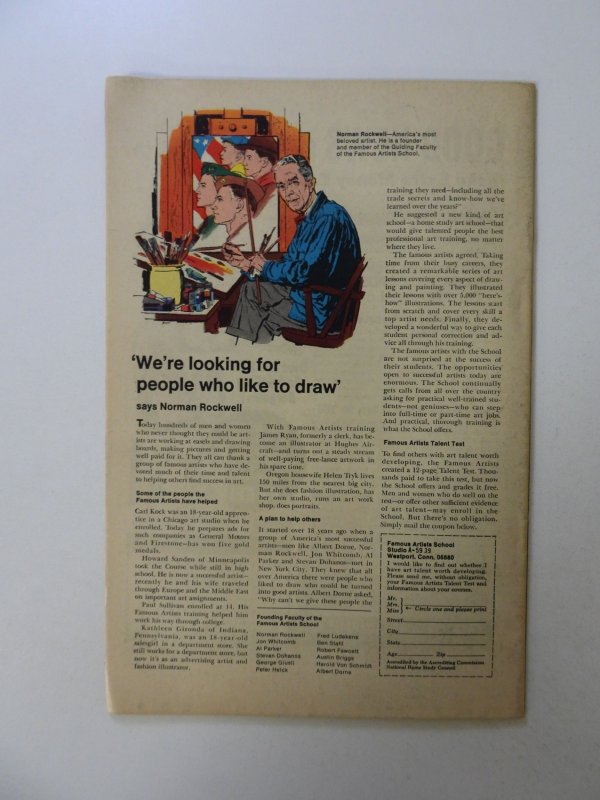 Norman Rockwell—America's most
beloved artist. He is a founder
and member of the Guiding Faculty
of the Famous Artists School.
'We're looking for
people who like to draw'
says Norman Rockwell
Today hundreds of men and women
who never thought they could be art-
ists are working at easels and drawing
boards, making pictures and getting
well paid for it. They all can thank a
group of famous artists who have de-
voted much of their time and talent
to helping others find success in art.
Some of the people the
Famous Artists have helped
Carl Kock was an 18-year-old appren-
tice in a Chicago art studio when he
enrolled. Today he prepares ads for
such companies as General Motors
and Firestone—has won five gold
medals.
Howard Sanden of Minneapolis
took the Course while still in high
school. He is now a successful artist—
recently he and his wife traveled
through Europe and the Middle East
on important art assignments.
Paul Sullivan enrolled at 14. His
Famous Artists training helped him
work his way through college.
Kathleen Gironda of Indiana,
Pennsylvania, was an 18-year-old
salesgirl in a department store. She
still works for a department store, but
now it's as an advertising artist and
fashion illustrator.
With Famous Artists training
James Ryan, formerly a clerk, has be-
come an illustrator at Hughes Air-
craft—and turns out a steady stream
of well-paying free-lance artwork in
his spare time.
Oregon housewife Helen Tryk lives
150 miles from the nearest big city.
But she does fashion illustration, has
her own studio, runs an art work
shop, does portraits.
A plan to help others
It started over 18 years ago when a
group of America's most successful
artists—men like Albert Dorne, Nor-
man Rockwell, Jon Whitcomb, Al
Parker and Stevan Dohanos—met in
New York City. They knew that all
over America there were people who
liked to draw who could be turned
into good artists. Albert Dorne asked,
"Why can't we give these people the
Founding Faculty of the
Famous Artists School
Norman Rockwell
Jon Whitcomb
Al Parker
Stevan Dohanos
George Giusti
Peter Helck
Fred Ludekens
Ben Stahl
Robert Fawcett
Austin Briggs
Harold Von Schmidt
Albert Dorne
training they need—including all the
trade secrets and know-how we've
learned over the years?"
He suggested a new kind of art
school—a home study art school—that
would give talented people the best
professional art training, no matter
where they live.
The famous artists agreed. Taking
time from their busy careers, they
created a remarkable series of art
lessons covering every aspect of draw-
ing and painting. They illustrated
their lessons with over 5,000 "here's-
how" illustrations. The lessons start
from scratch and cover every skill a
top artist needs. Finally, they de-
veloped a wonderful way to give each
student personal correction and ad-
vice all through his training.
The famous artists with the School
are not surprised at the success of
their students. The opportunities
open to successful artists today are
enormous. The School continually
gets calls from all over the country
asking for practical well-trained stu-
dents—not geniuses—who can step
into full-time or part-time art jobs.
And practical, thorough training is
what the School offers.
Famous Artists Talent Test
To find others with art talent worth
developing, the Famous Artists
created a 12-page Talent Test. Thou-
sands paid to take this test, but now
the School offers and grades it free.
Men and women who do well on the
test—or offer other sufficient evidence
of art talent—may enroll in the
School. But there's no obligation.
Simply mail the coupon below.
Famous Artists School
Studio A-5939
Westport, Conn. 06880
I would like to find out whether I
have art talent worth developing.
Please send me, without obligation,
your Famous Artists Talent Test and
information about your courses.
Mr.
Mrs.
Miss
← Circle one and please print
Street
City
State
Age Zip
Accredited by the Accrediting Commission
National Home Study Council